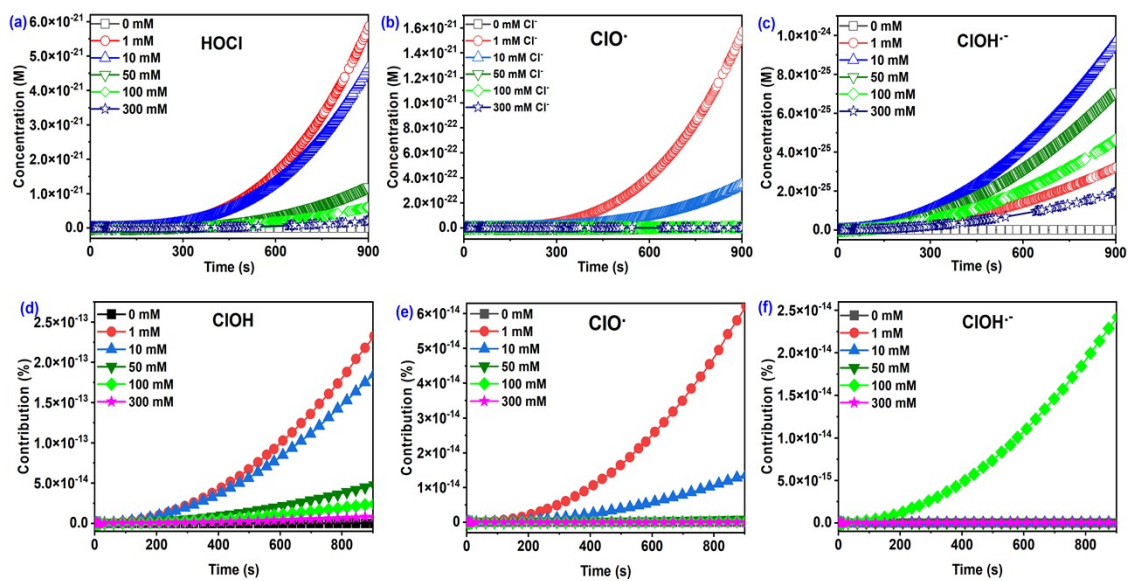 (a)
HOCl
0 mM
1 mM
10 mM
50 mM
100 mM
300 mM
Concentration (M)
6.0×10⁻²¹
5.0×10⁻²¹
4.0×10⁻²¹
3.0×10⁻²¹
2.0×10⁻²¹
1.0×10⁻²¹
0.0
0 300 600 900
Time (s)
(b)
ClO·
0 mM Cl⁻
1 mM Cl⁻
10 mM Cl⁻
50 mM Cl⁻
100 mM Cl⁻
300 mM Cl⁻
Concentration (M)
1.6×10⁻²¹
1.4×10⁻²¹
1.2×10⁻²¹
1.0×10⁻²¹
8.0×10⁻²²
6.0×10⁻²²
4.0×10⁻²²
2.0×10⁻²²
0.0
0 150 300 450 600 750 900
Time (s)
(c)
ClOH·⁻
0 mM
1 mM
10 mM
50 mM
100 mM
300 mM
Concentration (M)
1.0×10⁻²⁴
8.0×10⁻²⁵
6.0×10⁻²⁵
4.0×10⁻²⁵
2.0×10⁻²⁵
0.0
0 150 300 450 600 750 900
Time (s)
(d)
ClOH
0 mM
1 mM
10 mM
50 mM
100 mM
300 mM
Contribution (%)
2.5×10⁻¹³
2.0×10⁻¹³
1.5×10⁻¹³
1.0×10⁻¹³
5.0×10⁻¹⁴
0.0
0 200 400 600 800
Time (s)
(e)
ClO·
0 mM
1 mM
10 mM
50 mM
100 mM
300 mM
Contribution (%)
6×10⁻¹⁴
5×10⁻¹⁴
4×10⁻¹⁴
3×10⁻¹⁴
2×10⁻¹⁴
1×10⁻¹⁴
0
0 200 400 600 800
Time (s)
(f)
ClOH·⁻
0 mM
1 mM
10 mM
50 mM
100 mM
300 mM
Contribution (%)
2.5×10⁻¹⁴
2.0×10⁻¹⁴
1.5×10⁻¹⁴
1.0×10⁻¹⁴
5.0×10⁻¹⁵
0.0
0 200 400 600 800
Time (s)